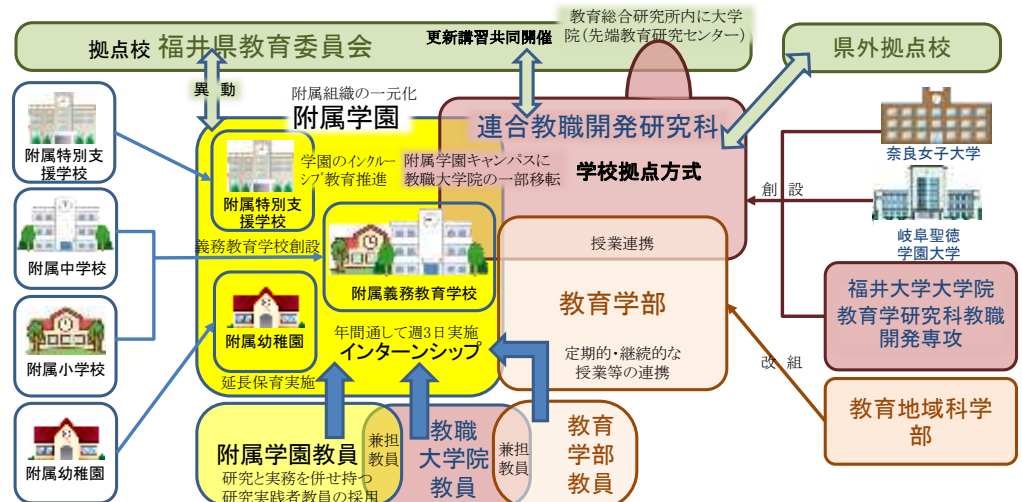 教育総合研究所内に大学
院(先端教育研究センター)
拠点校 福井県教育委員会
更新講習共同開催
県外拠点校
異 動
附属組織の一元化
附属学園
連合教職開発研究科
学校拠点方式
附属特別支
援学校
附属中学校
附属小学校
附属幼稚園
学園のインクルー
シブ教育推進
附属特別支
援学校
附属学園キャンパスに
教職大学院の一部移転
義務教育学校創設
附属義務教育学校
附属幼稚園
延長保育実施
年間通して週3日実施
インターンシップ
授業連携
教育学部
定期的・継続的な
授業等の連携
奈良女子大学
創 設
岐阜聖徳
学園大学
福井大学大学院
教育学研究科教職
開発専攻
改 組
教育地域科学
部
附属学園教員
研究と実務を併せ持つ
研究実践者教員の採用
兼担
教員
教職
大学院
教員
兼担
教員
教育
学部
教員